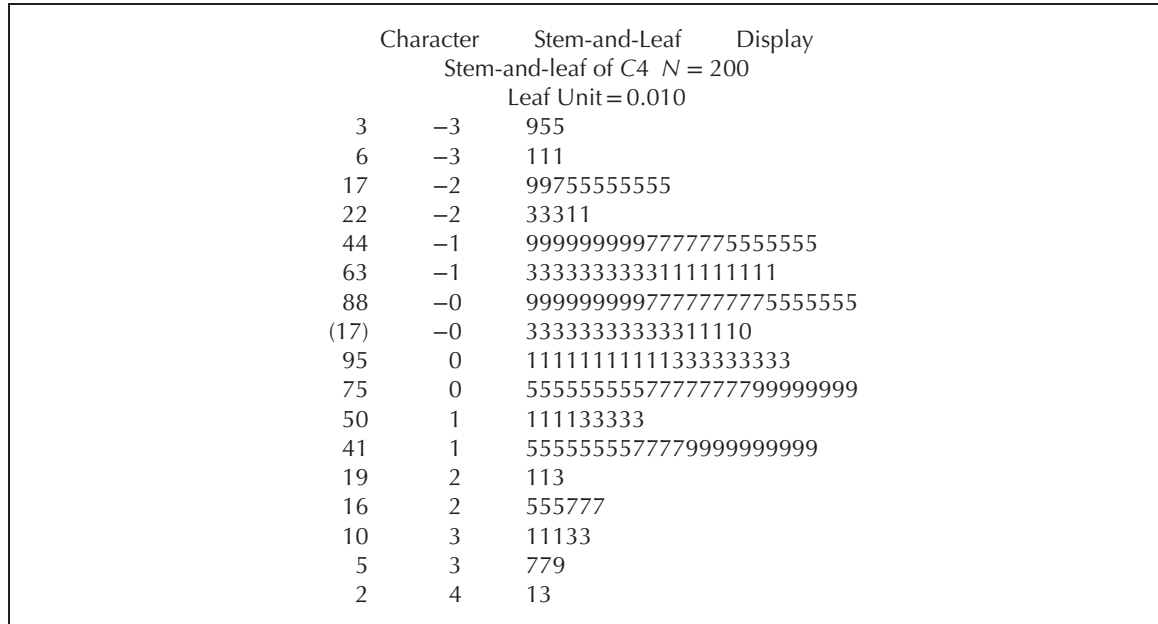 Character Stem-and-Leaf Display
Stem-and-leaf of C4 N = 200
Leaf Unit = 0.010
3 −3 955
6 −3 111
17 −2 99755555555
22 −2 33311
44 −1 9999999997777775555555
63 −1 3333333333111111111
88 −0 9999999997777777775555555
(17) −0 33333333333311110
95 0 11111111111333333333
75 0 5555555557777777799999999
50 1 111133333
41 1 5555555577779999999999
19 2 113
16 2 555777
10 3 11133
5 3 779
2 4 13